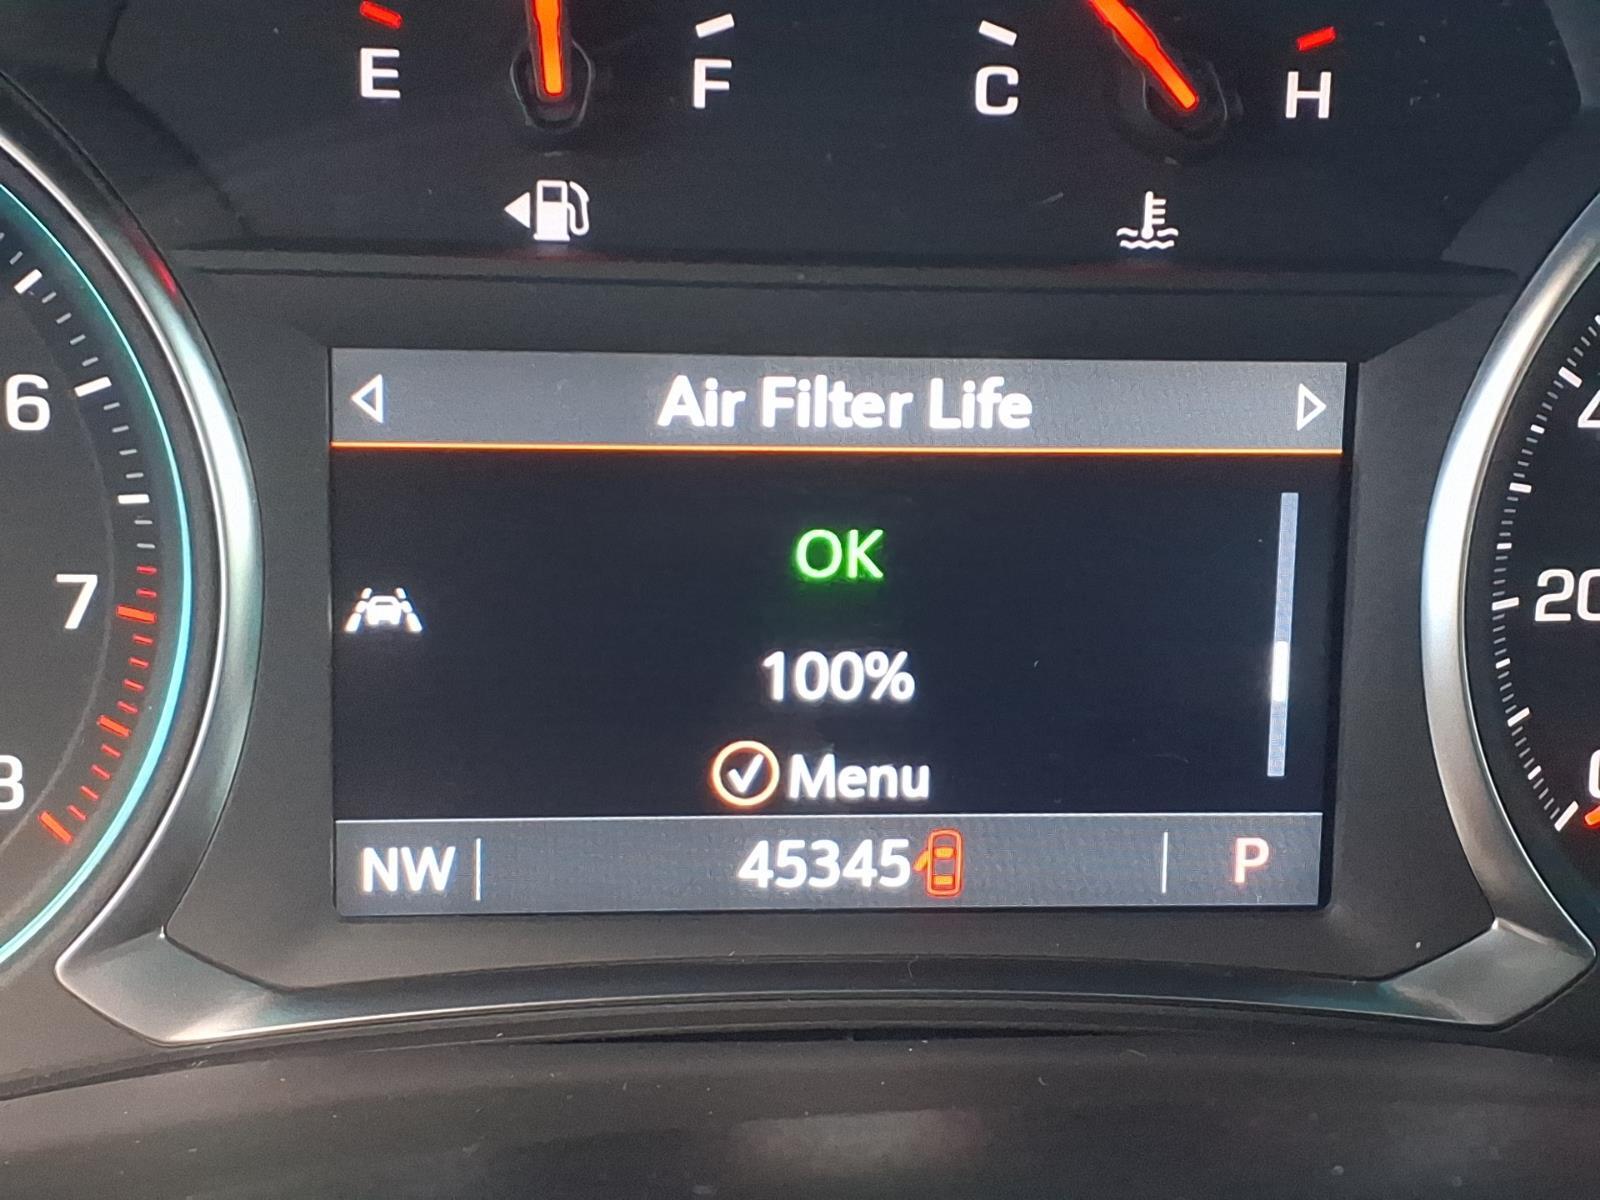 E F C H
Air Filter Life
6
OK
7
20
100%
Menu
NW 45345 P